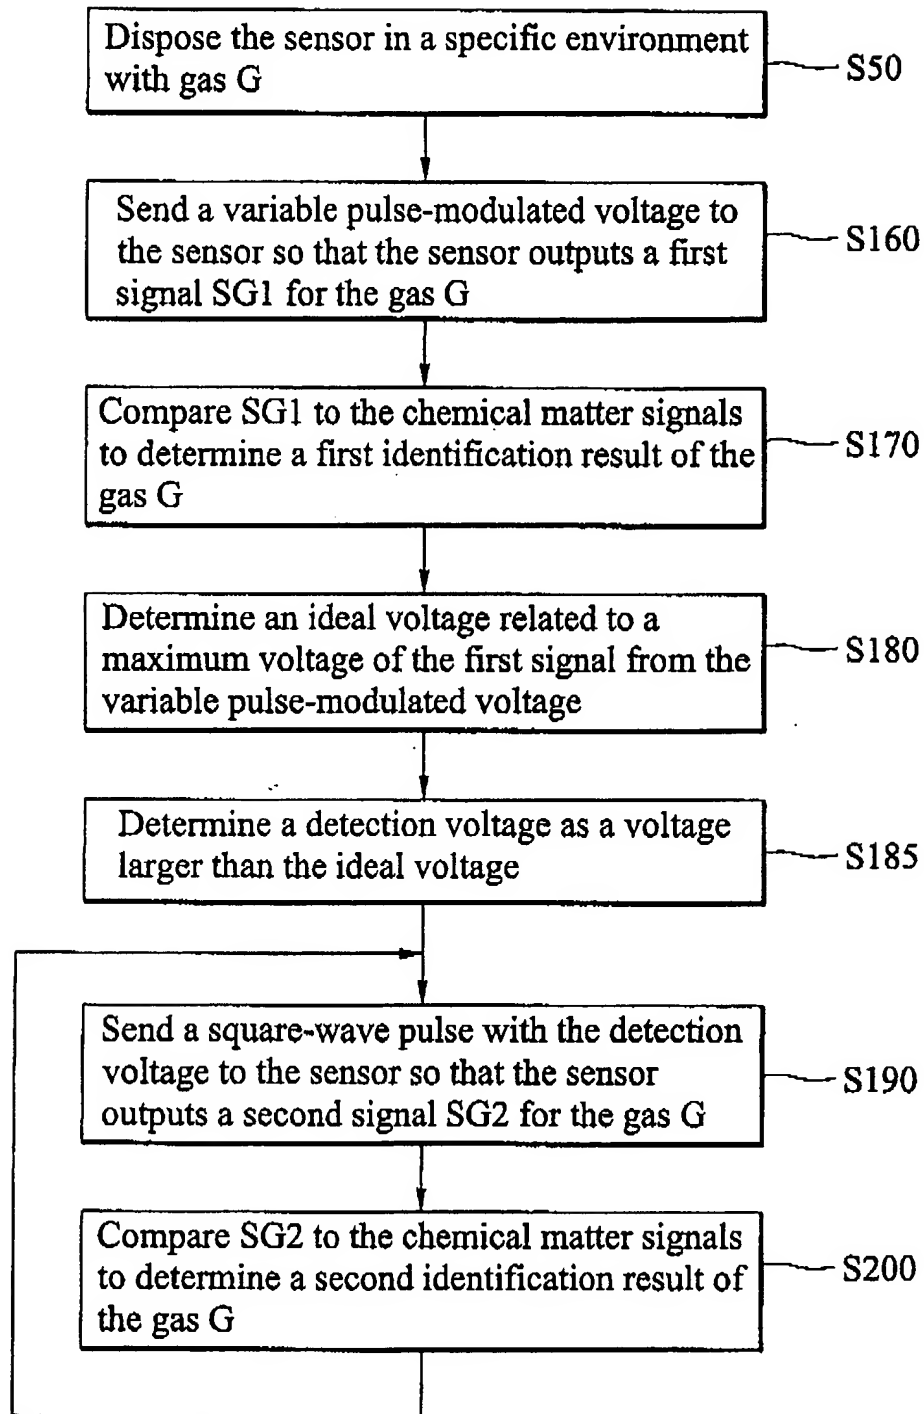 Dispose the sensor in a specific environment
with gas G
S50
Send a variable pulse-modulated voltage to
the sensor so that the sensor outputs a first
signal SG1 for the gas G
S160
Compare SG1 to the chemical matter signals
to determine a first identification result of the
gas G
S170
Determine an ideal voltage related to a
maximum voltage of the first signal from the
variable pulse-modulated voltage
S180
Determine a detection voltage as a voltage
larger than the ideal voltage
S185
Send a square-wave pulse with the detection
voltage to the sensor so that the sensor
outputs a second signal SG2 for the gas G
S190
Compare SG2 to the chemical matter signals
to determine a second identification result of
the gas G
S200